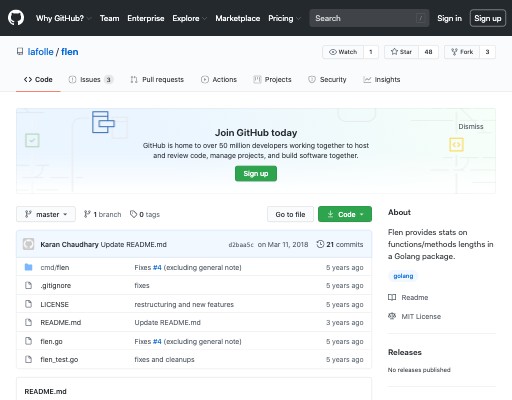 Why GitHub? Team Enterprise Explore Marketplace Pricing Search / Sign in Sign up
lafolle / flen Watch 1 Star 48 Fork 3
Code Issues 3 Pull requests Actions Projects Security Insights
Join GitHub today
Dismiss
GitHub is home to over 50 million developers working together to host
and review code, manage projects, and build software together.
Sign up
master 1 branch 0 tags Go to file Code
Karan Chaudhary Update README.md d2baa5c on Mar 11, 2018 21 commits
cmd/flen Fixes #4 (excluding general note) 5 years ago
.gitignore fixes 5 years ago
LICENSE restructuring and new features 5 years ago
README.md Update README.md 3 years ago
flen.go Fixes #4 (excluding general note) 5 years ago
flen_test.go fixes and cleanups 5 years ago
README.md
About
Flen provides stats on
functions/methods lengths in
a Golang package.
golang
Readme
MIT License
Releases
No releases published